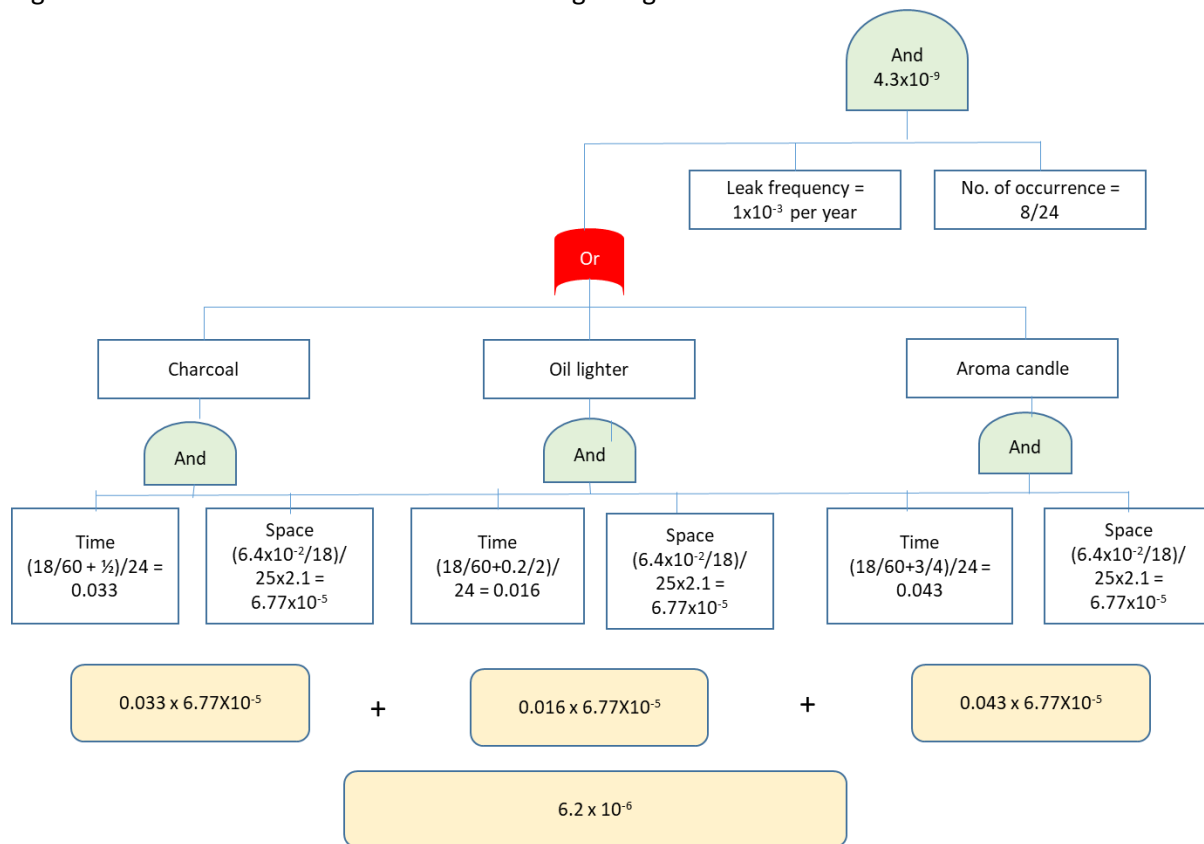 And
4.3x10⁻⁹
Leak frequency =
1x10⁻³ per year
No. of occurrence =
8/24
Or
Charcoal
Oil lighter
Aroma candle
And
And
And
Time
(18/60 + ½)/24 =
0.033
Space
(6.4x10⁻²/18)/
25x2.1 =
6.77x10⁻⁵
Time
(18/60+0.2/2)/
24 = 0.016
Space
(6.4x10⁻²/18)/
25x2.1 =
6.77x10⁻⁵
Time
(18/60+3/4)/24 =
0.043
Space
(6.4x10⁻²/18)/
25x2.1 =
6.77x10⁻⁵
0.033 x 6.77X10⁻⁵
+
0.016 x 6.77X10⁻⁵
+
0.043 x 6.77X10⁻⁵
6.2 x 10⁻⁶